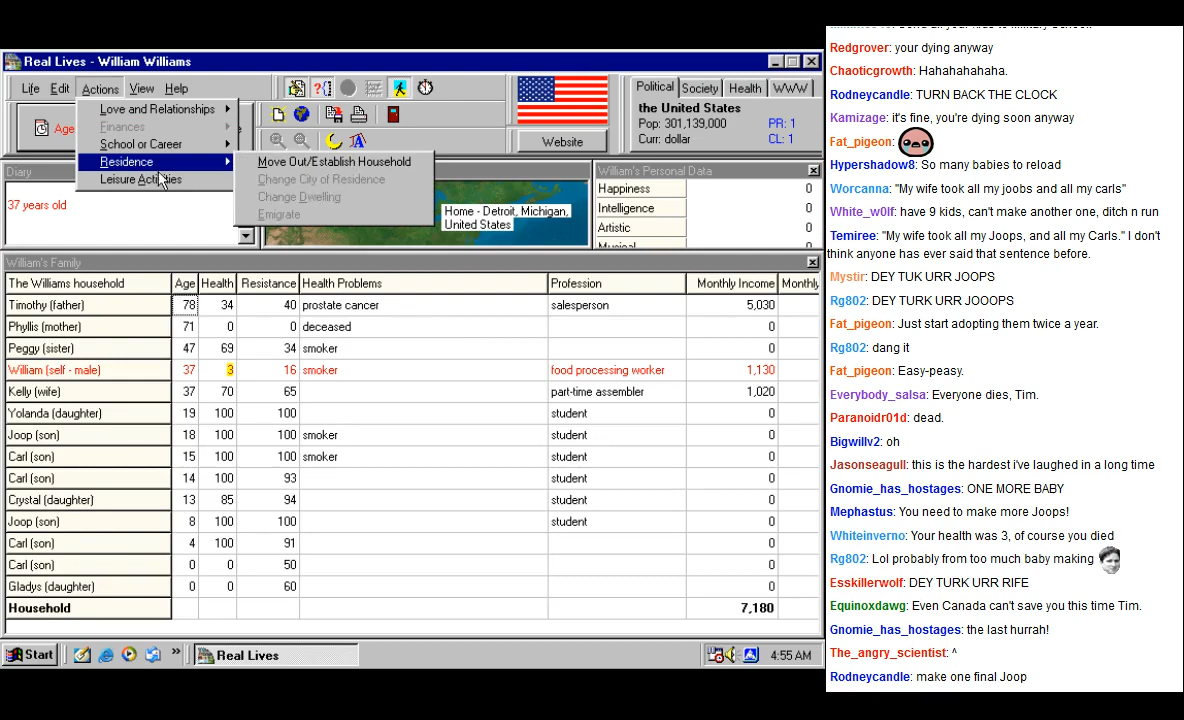 Real Lives - William Williams
Life Edit Actions View Help
Age
Love and Relationships
Finances
School or Career
Residence
Leisure Activities
Move Out/Establish Household
Change City of Residence
Change Dwelling
Emigrate
Website
Political Society Health WWW
the United States
Pop: 301,139,000 PR: 1
Curr: dollar CL: 1
Diary
37 years old
Home - Detroit, Michigan,
United States
William's Personal Data
Happiness 0
Intelligence 0
Artistic 0
Musical
William's Family
The Williams household Age Health Resistance Health Problems Profession Monthly Income Monthly
Timothy (father) 78 34 40 prostate cancer salesperson 5,030
Phyllis (mother) 71 0 0 deceased 0
Peggy (sister) 47 69 34 smoker 0
William (self - male) 37 3 16 smoker food processing worker 1,130
Kelly (wife) 37 70 65 part-time assembler 1,020
Yolanda (daughter) 19 100 100 student 0
Joop (son) 18 100 100 smoker student 0
Carl (son) 15 100 100 smoker student 0
Carl (son) 14 100 93 student 0
Crystal (daughter) 13 85 94 student 0
Joop (son) 8 100 100 student 0
Carl (son) 4 100 91 0
Carl (son) 0 0 50 0
Gladys (daughter) 0 0 60 0
Household 7,180
Start Real Lives 4:55 AM
Redgrover: your dying anyway
Chaoticgrowth: Hahahahahaha.
Rodneycandle: TURN BACK THE CLOCK
Kamizage: it's fine, you're dying soon anyway
Fat_pigeon:
Hypershadow8: So many babies to reload
Worcanna: "My wife took all my joobs and all my carls"
White_w0lf: have 9 kids, can't make another one, ditch n run
Temiree: "My wife took all my Joops, and all my Carls." I don't
think anyone has ever said that sentence before.
Mystir: DEY TUK URR JOOPS
Rg802: DEY TURK URR JOOOPS
Fat_pigeon: Just start adopting them twice a year.
Rg802: dang it
Fat_pigeon: Easy-peasy.
Everybody_salsa: Everyone dies, Tim.
Paranoidr01d: dead.
Bigwillv2: oh
Jasonseagull: this is the hardest i've laughed in a long time
Gnomie_has_hostages: ONE MORE BABY
Mephastus: You need to make more Joops!
Whiteinverno: Your health was 3, of course you died
Rg802: Lol probably from too much baby making
Esskillerwolf: DEY TURK URR RIFE
Equinoxdawg: Even Canada can't save you this time Tim.
Gnomie_has_hostages: the last hurrah!
The_angry_scientist: ^
Rodneycandle: make one final Joop